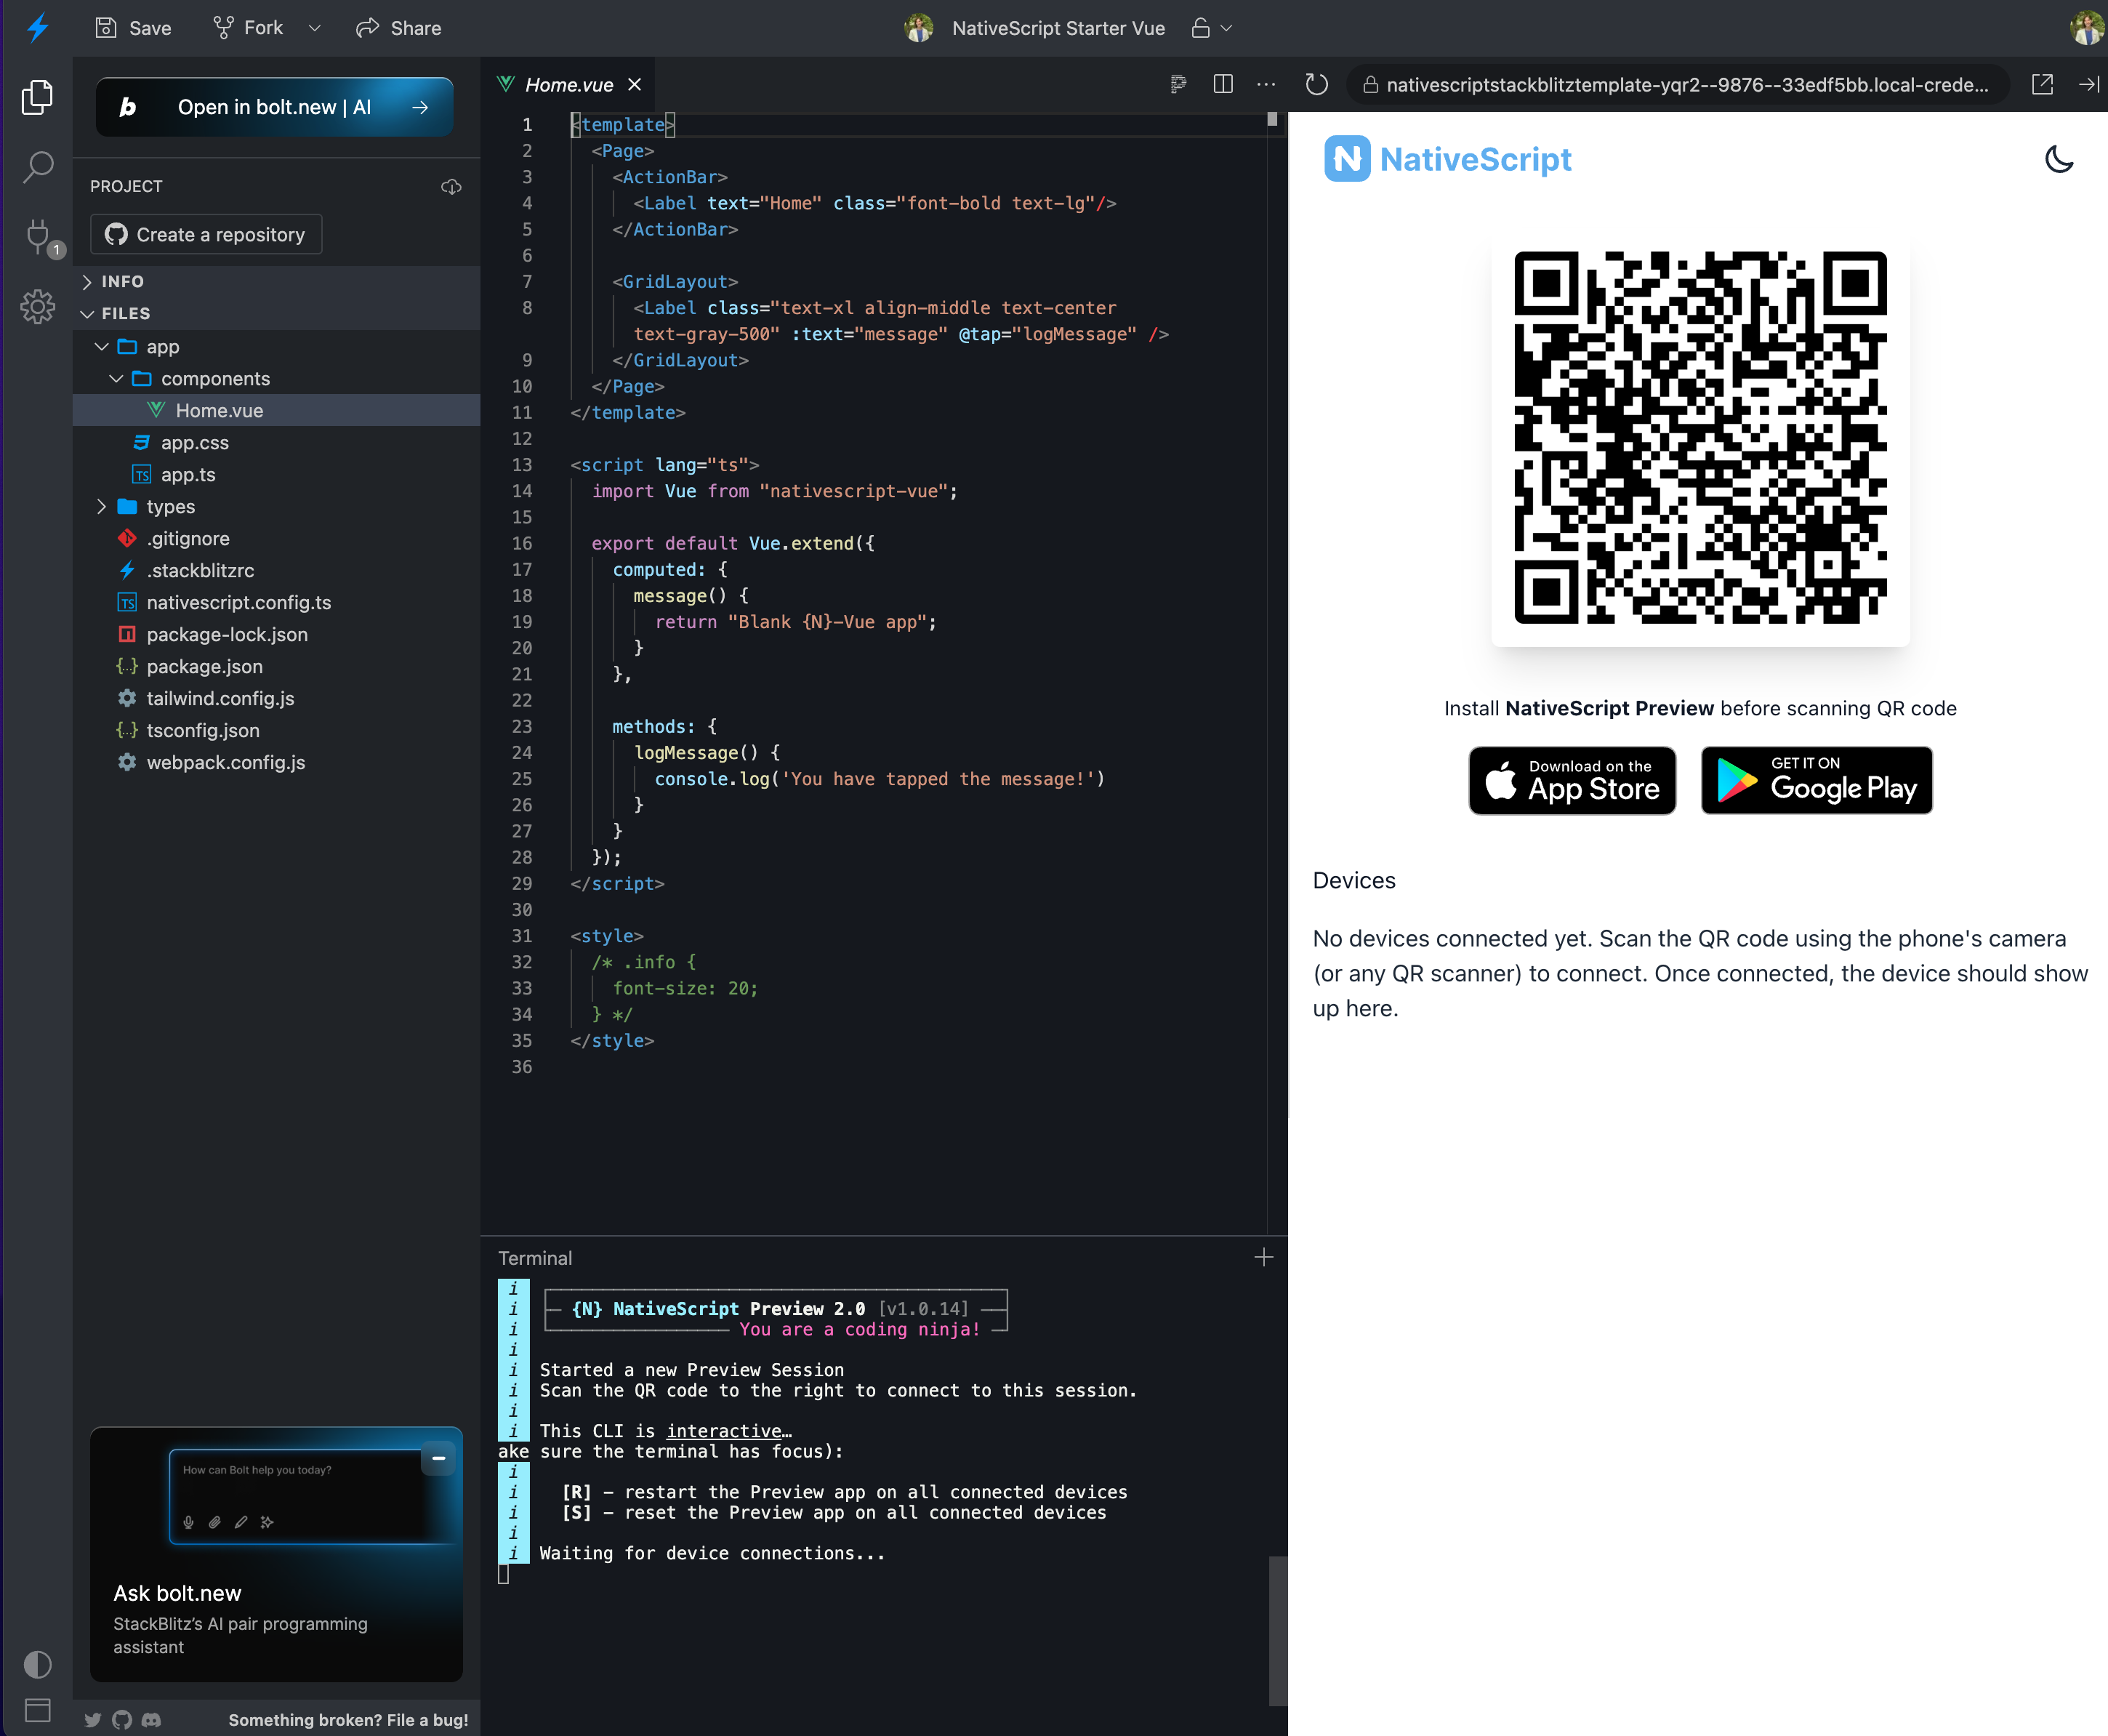 Save
Fork
Share
NativeScript Starter Vue
b
Open in bolt.new | AI
PROJECT
Create a repository
1
INFO
FILES
app
components
Home.vue
app.css
TS app.ts
types
.gitignore
.stackblitzrc
TS nativescript.config.ts
package-lock.json
{..} package.json
tailwind.config.js
{..} tsconfig.json
webpack.config.js
How can Bolt help you today?
Ask bolt.new
StackBlitz’s AI pair programming
assistant
Something broken? File a bug!
Home.vue
1 <template>
2 <Page>
3 <ActionBar>
4 <Label text="Home" class="font-bold text-lg"/>
5 </ActionBar>
6
7 <GridLayout>
8 <Label class="text-xl align-middle text-center
text-gray-500" :text="message" @tap="logMessage" />
9 </GridLayout>
10 </Page>
11 </template>
12
13 <script lang="ts">
14 import Vue from "nativescript-vue";
15
16 export default Vue.extend({
17 computed: {
18 message() {
19 return "Blank {N}-Vue app";
20 }
21 },
22
23 methods: {
24 logMessage() {
25 console.log('You have tapped the message!')
26 }
27 }
28 });
29 </script>
30
31 <style>
32 /* .info {
33 font-size: 20;
34 } */
35 </style>
36
Terminal
i
i {N} NativeScript Preview 2.0 [v1.0.14]
i You are a coding ninja!
i
i Started a new Preview Session
i Scan the QR code to the right to connect to this session.
i
i This CLI is interactive…
ake sure the terminal has focus):
i
i [R] – restart the Preview app on all connected devices
i [S] – reset the Preview app on all connected devices
i
i Waiting for device connections...
nativescriptstackblitztemplate-yqr2--9876--33edf5bb.local-crede...
N NativeScript
Install NativeScript Preview before scanning QR code
Download on the
App Store
GET IT ON
Google Play
Devices
No devices connected yet. Scan the QR code using the phone's camera
(or any QR scanner) to connect. Once connected, the device should show
up here.